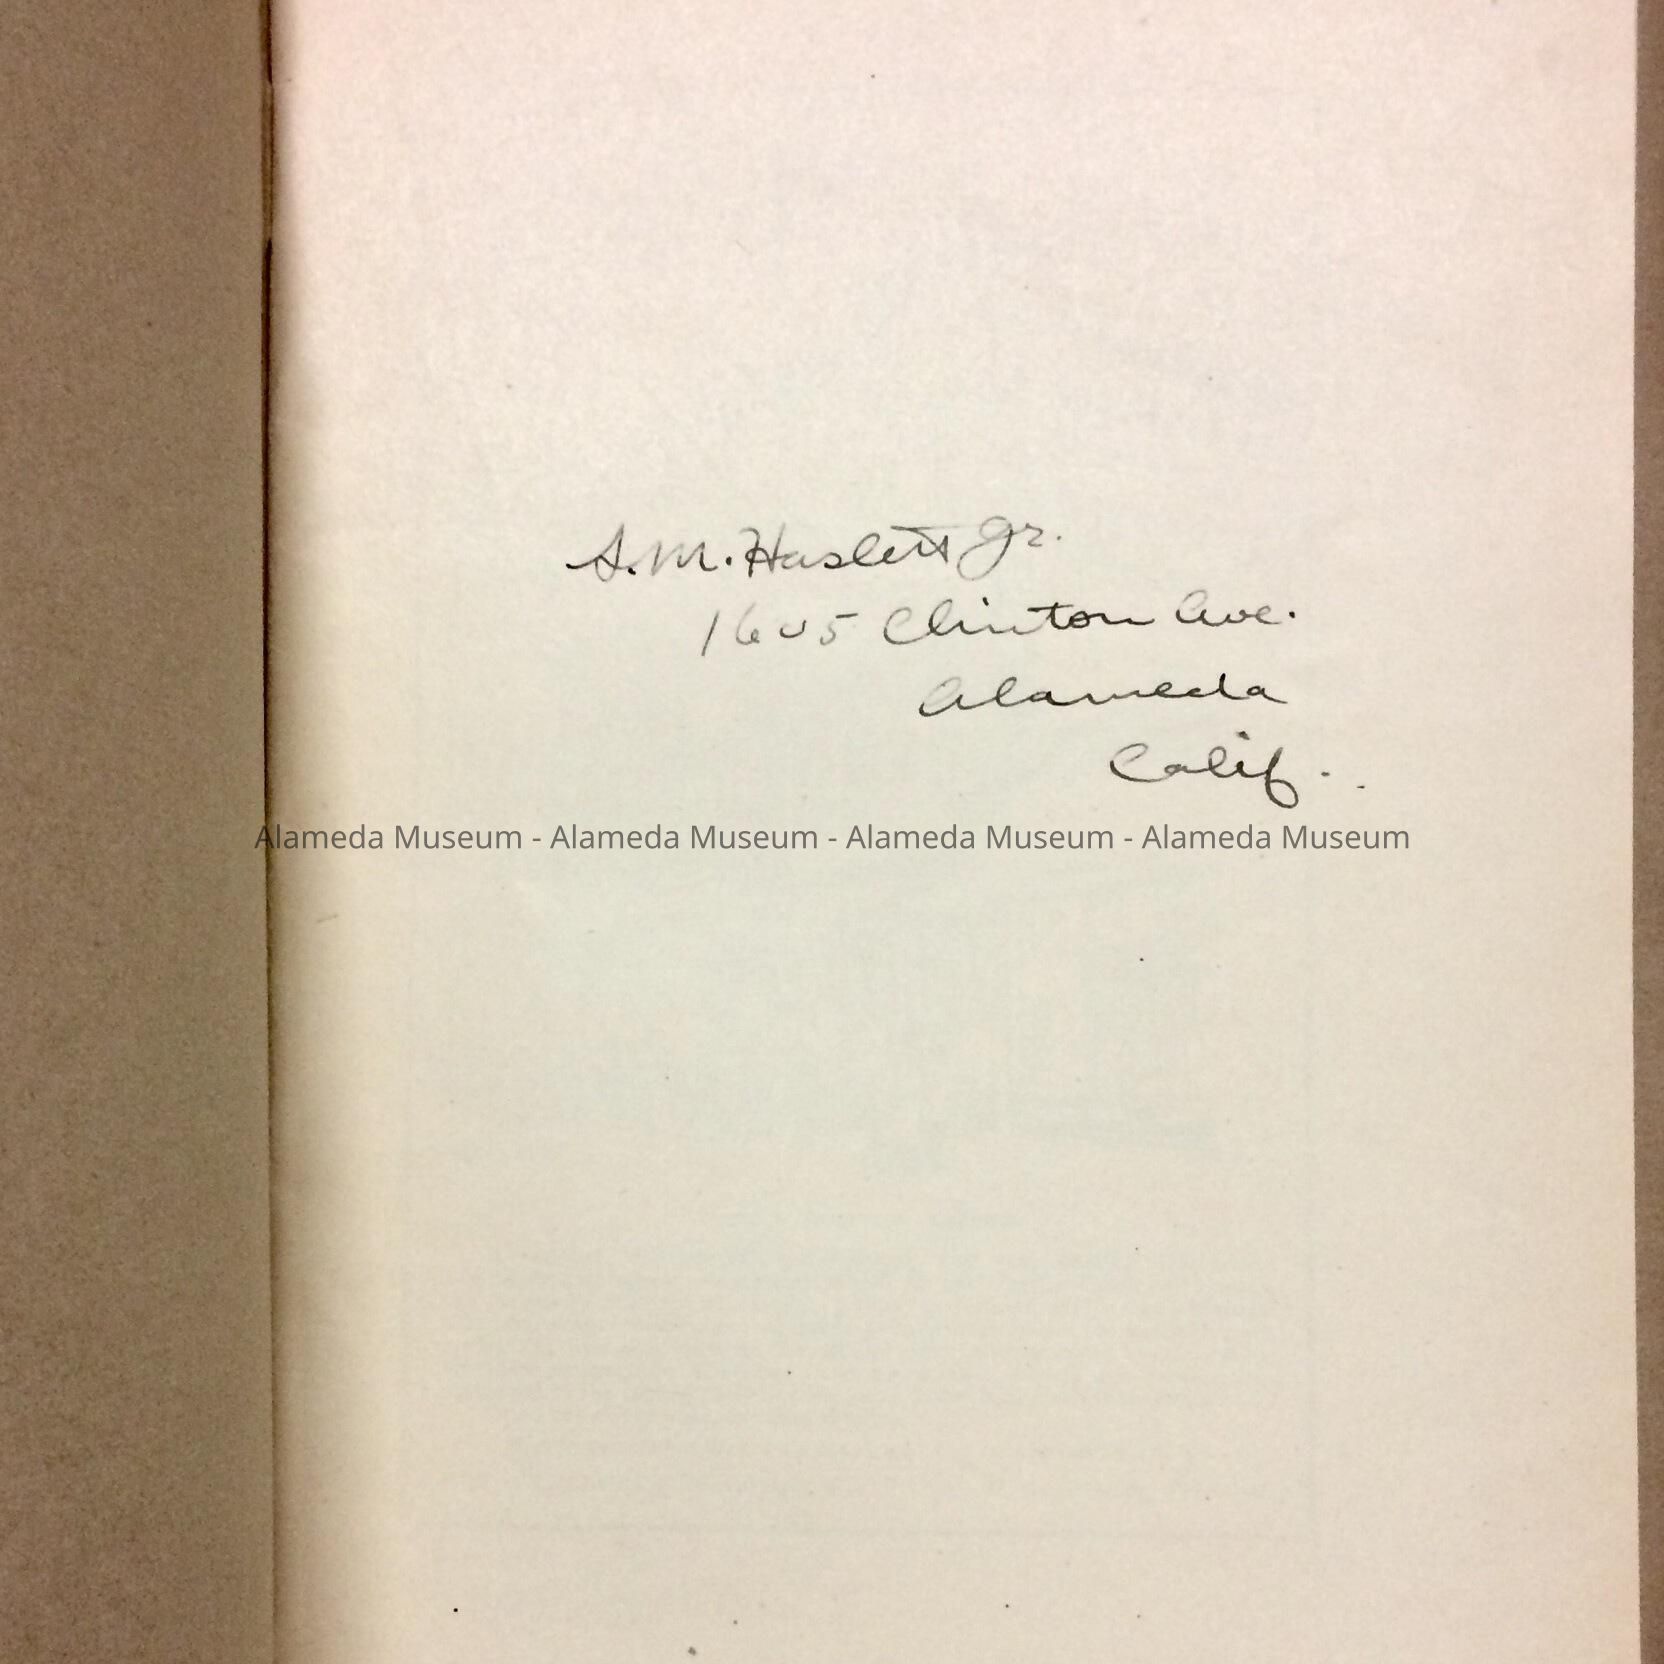 S. M. Haslett Jr.
1605 Clinton Ave.
Alameda
Calif.
Alameda Museum - Alameda Museum - Alameda Museum - Alameda Museum